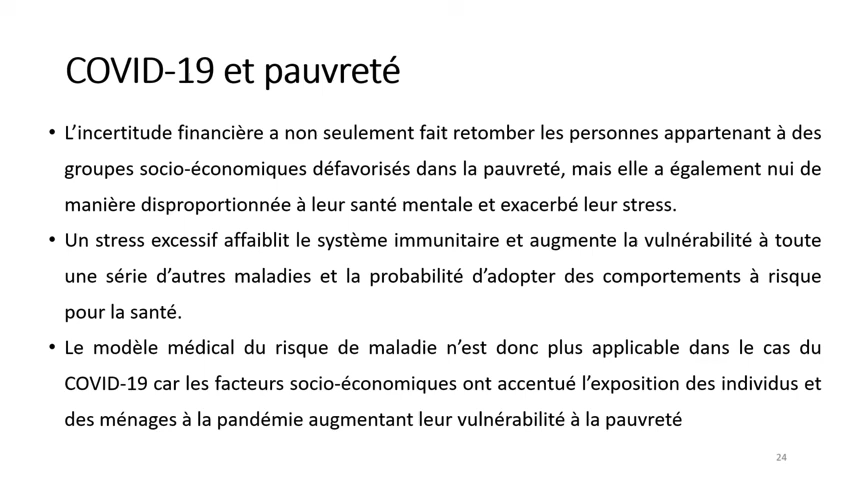 COVID-19 et pauvreté
• L’incertitude financière a non seulement fait retomber les personnes appartenant à des
groupes socio-économiques défavorisés dans la pauvreté, mais elle a également nui de
manière disproportionnée à leur santé mentale et exacerbé leur stress.
• Un stress excessif affaiblit le système immunitaire et augmente la vulnérabilité à toute
une série d’autres maladies et la probabilité d’adopter des comportements à risque
pour la santé.
• Le modèle médical du risque de maladie n’est donc plus applicable dans le cas du
COVID-19 car les facteurs socio-économiques ont accentué l’exposition des individus et
des ménages à la pandémie augmentant leur vulnérabilité à la pauvreté
24